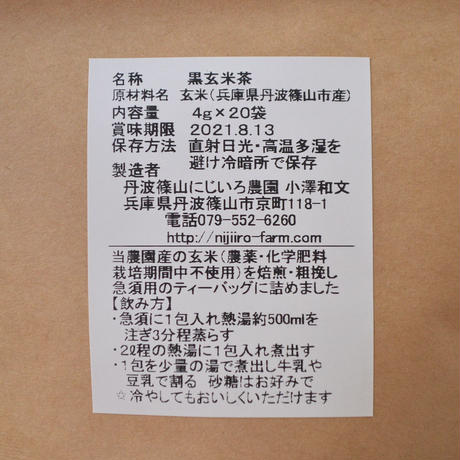 名称　　　黒玄米茶
原材料名　玄米(兵庫県丹波篠山市産)
内容量　　4g×20袋
賞味期限　2021.8.13
保存方法　直射日光・高温多湿を
避け冷暗所で保存
製造者
丹波篠山にじいろ農園 小澤和文
兵庫県丹波篠山市京町118-1
電話079-552-6260
http://nijiiro-farm.com/
当農園産の玄米(農薬・化学肥料
栽培期間中不使用)を焙煎・粗挽し
急須用のティーバッグに詰めました
【飲み方】
・急須に1包入れ熱湯約500mlを
注ぎ3分程蒸らす
・2ℓ程の熱湯に1包入れ煮出す
・1包を少量の湯で煮出し牛乳や
豆乳で割る　砂糖はお好みで
☆冷やしてもおいしくいただけます